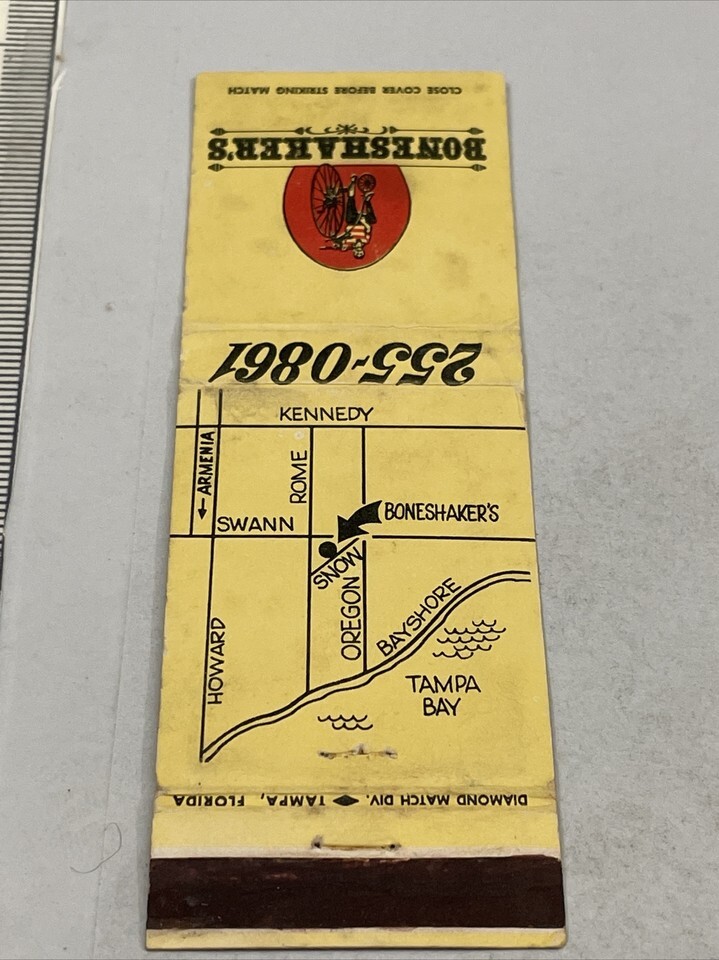 CLOSE COVER BEFORE STRIKING MATCH
BONESHAKER'S
255-0861
KENNEDY
ARMENIA
ROME
SWANN
BONESHAKER'S
SNOW
OREGON
HOWARD
BAYSHORE
TAMPA
BAY
DIAMOND MATCH DIV. TAMPA, FLORIDA